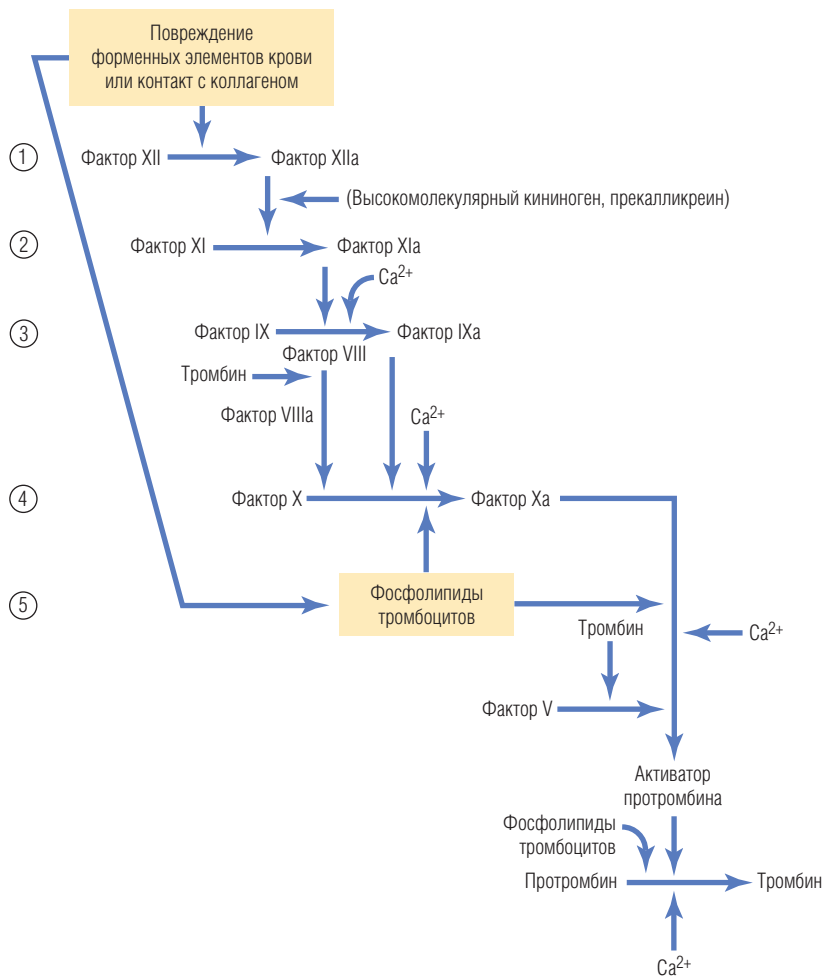 Повреждение
форменных элементов крови
или контакт с коллагеном
1
Фактор XII
Фактор XIIa
(Высокомолекулярный кининоген, прекалликреин)
2
Фактор XI
Фактор XIa
Ca2+
3
Фактор IX
Фактор IXa
Фактор VIII
Тромбин
Фактор VIIIa
Ca2+
4
Фактор X
Фактор Xa
5
Фосфолипиды
тромбоцитов
Тромбин
Ca2+
Фактор V
Активатор
протромбина
Фосфолипиды
тромбоцитов
Протромбин
Тромбин
Ca2+